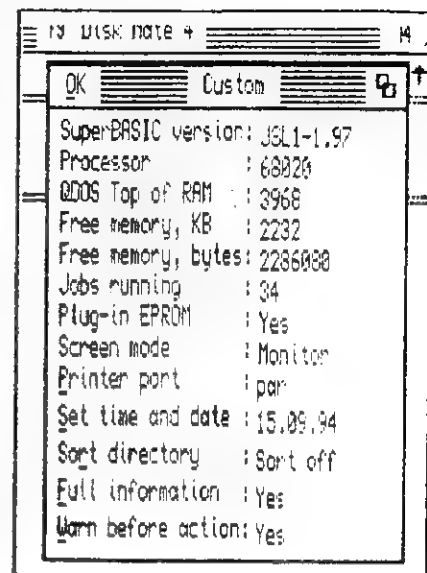 Disk Mate 4
OK Custom
SuperBASIC version: JSL1-1.97
Processor : 68020
QDOS Top of RAM : 3968
Free memory, KB : 2232
Free memory, bytes: 2286080
Jobs running : 34
Plug-in EPROM : Yes
Screen mode : Monitor
Printer port : par
Set time and date : 15.09.94
Sort directory : Sort off
Full information : Yes
Warn before action: Yes